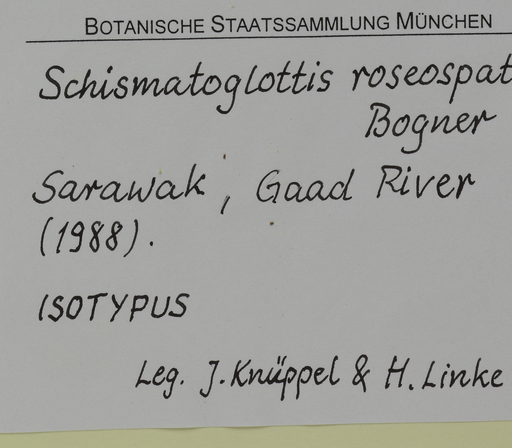 BOTANISCHE STAATSSAMMLUNG MÜNCHEN
Schismatoglottis roseospat
Bogner
Sarawak, Gaad River
(1988).
ISOTYPUS
Leg. J. Knüppel & H. Linke